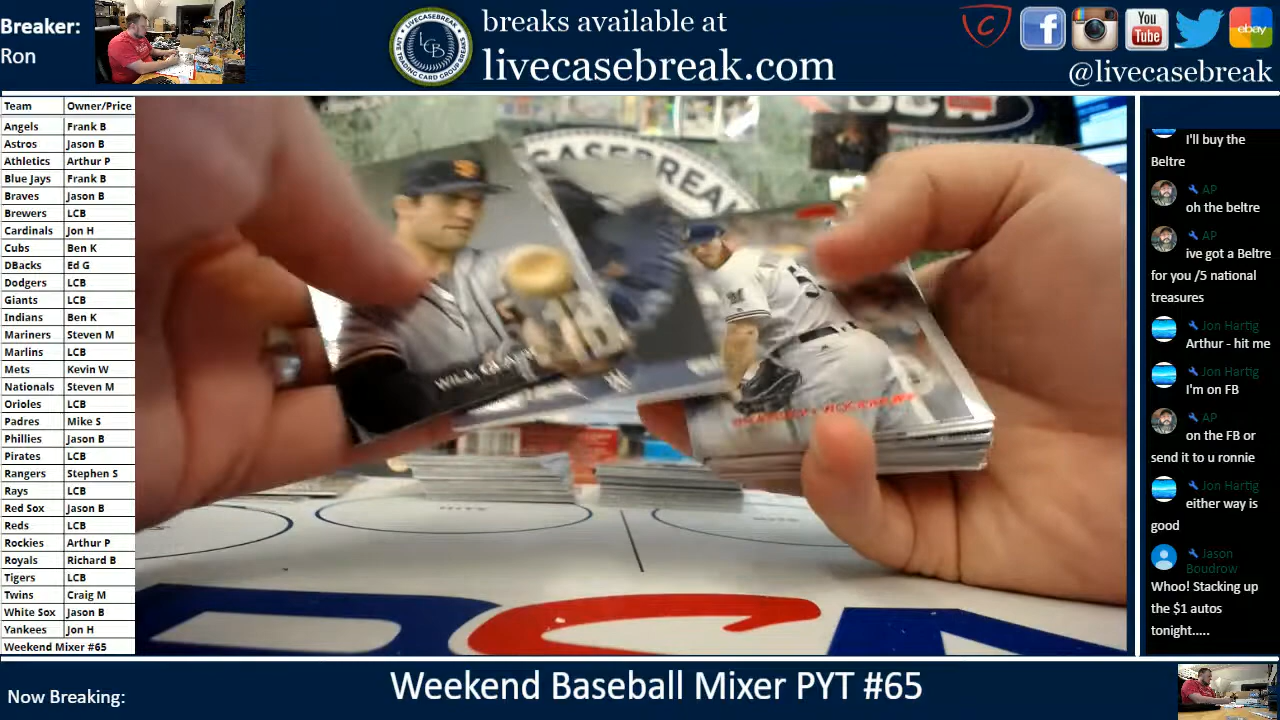 Breaker:
Ron
LCB
breaks available at
livecasebreak.com
You
Tube
ebay
@livecasebreak
Team Owner/Price
Angels Frank B
Astros Jason B
Athletics Arthur P
Blue Jays Frank B
Braves Jason B
Brewers LCB
Cardinals Jon H
Cubs Ben K
DBacks Ed G
Dodgers LCB
Giants LCB
Indians Ben K
Mariners Steven M
Marlins LCB
Mets Kevin W
Nationals Steven M
Orioles LCB
Padres Mike S
Phillies Jason B
Pirates LCB
Rangers Stephen S
Rays LCB
Red Sox Jason B
Reds LCB
Rockies Arthur P
Royals Richard B
Tigers LCB
Twins Craig M
White Sox Jason B
Yankees Jon H
Weekend Mixer #65
CASEBREAK
WILL
I'll buy the
Beltre
AP
oh the beltre
AP
ive got a Beltre
for you /5 national
treasures
Jon Hartig
Arthur - hit me
Jon Hartig
I'm on FB
AP
on the FB or
send it to u ronnie
Jon Hartig
either way is
good
Jason
Boudrow
Whoo! Stacking up
the $1 autos
tonight.....
Now Breaking:
Weekend Baseball Mixer PYT #65